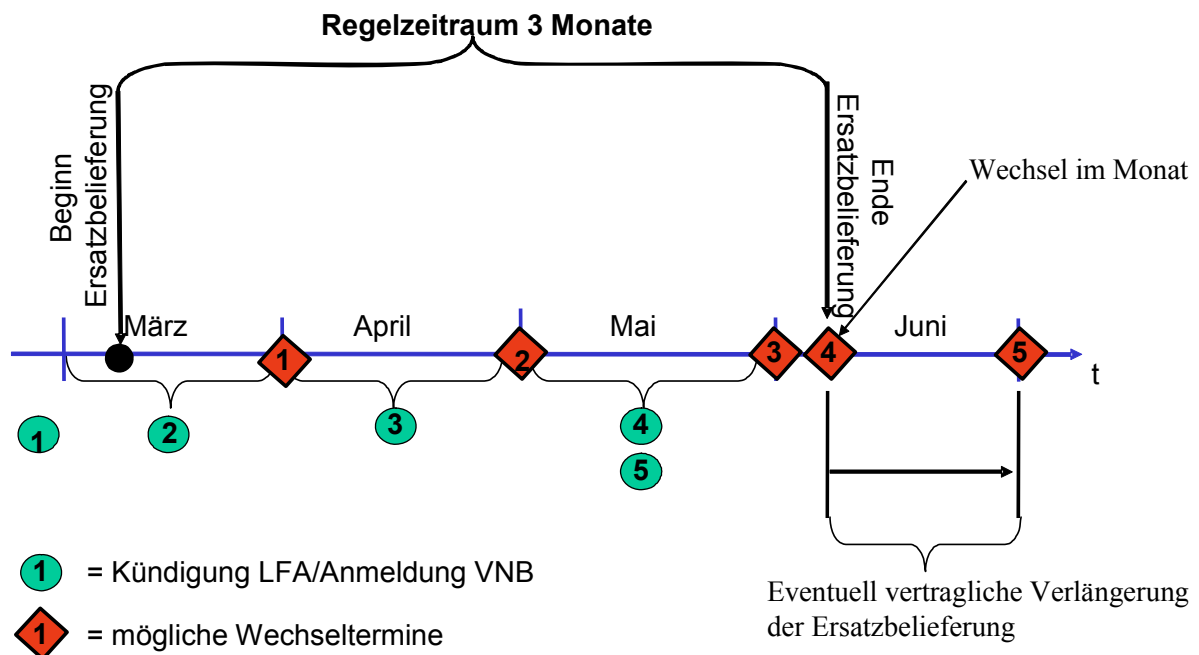 Regelzeitraum 3 Monate
Beginn
Ersatzbelieferung
Ende
Ersatzbelieferung
Wechsel im Monat
März
April
Mai
Juni
1
2
3
4
5
t
1
2
3
4
5
1 = Kündigung LFA/Anmeldung VNB
1 = mögliche Wechseltermine
Eventuell vertragliche Verlängerung
der Ersatzbelieferung